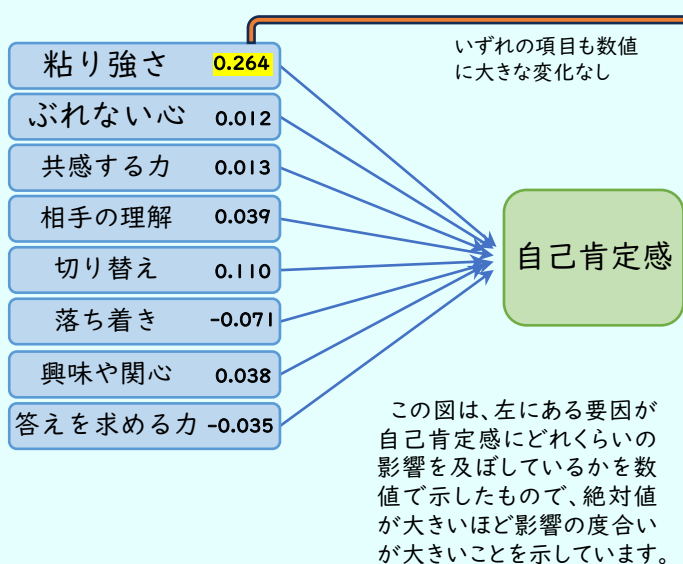 いずれの項目も数値
に大きな変化なし
粘り強さ 0.264
ぶれない心 0.012
共感する力 0.013
相手の理解 0.039
切り替え 0.110
落ち着き -0.071
興味や関心 0.038
答えを求める力 -0.035
自己肯定感
この図は、左にある要因が
自己肯定感にどれくらいの
影響を及ぼしているかを数
値で示したもので、絶対値
が大きいほど影響の度合い
が大きいことを示しています。